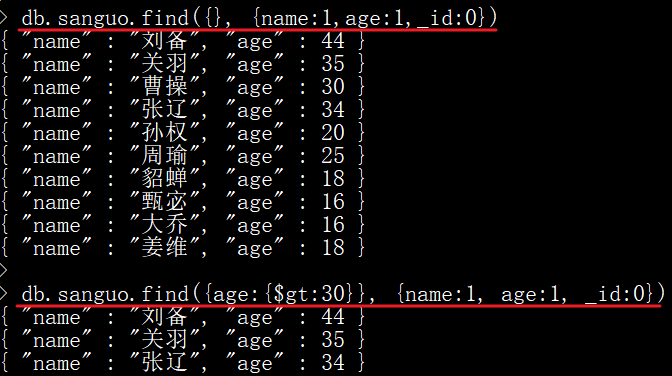 > db.sanguo.find({}, {name:1,age:1,_id:0})
{ "name" : "刘备", "age" : 44 }
{ "name" : "关羽", "age" : 35 }
{ "name" : "曹操", "age" : 30 }
{ "name" : "张辽", "age" : 34 }
{ "name" : "孙权", "age" : 20 }
{ "name" : "周瑜", "age" : 25 }
{ "name" : "貂蝉", "age" : 18 }
{ "name" : "甄宓", "age" : 16 }
{ "name" : "大乔", "age" : 16 }
{ "name" : "姜维", "age" : 18 }
>
> db.sanguo.find({age:{$gt:30}}, {name:1, age:1, _id:0})
{ "name" : "刘备", "age" : 44 }
{ "name" : "关羽", "age" : 35 }
{ "name" : "张辽", "age" : 34 }